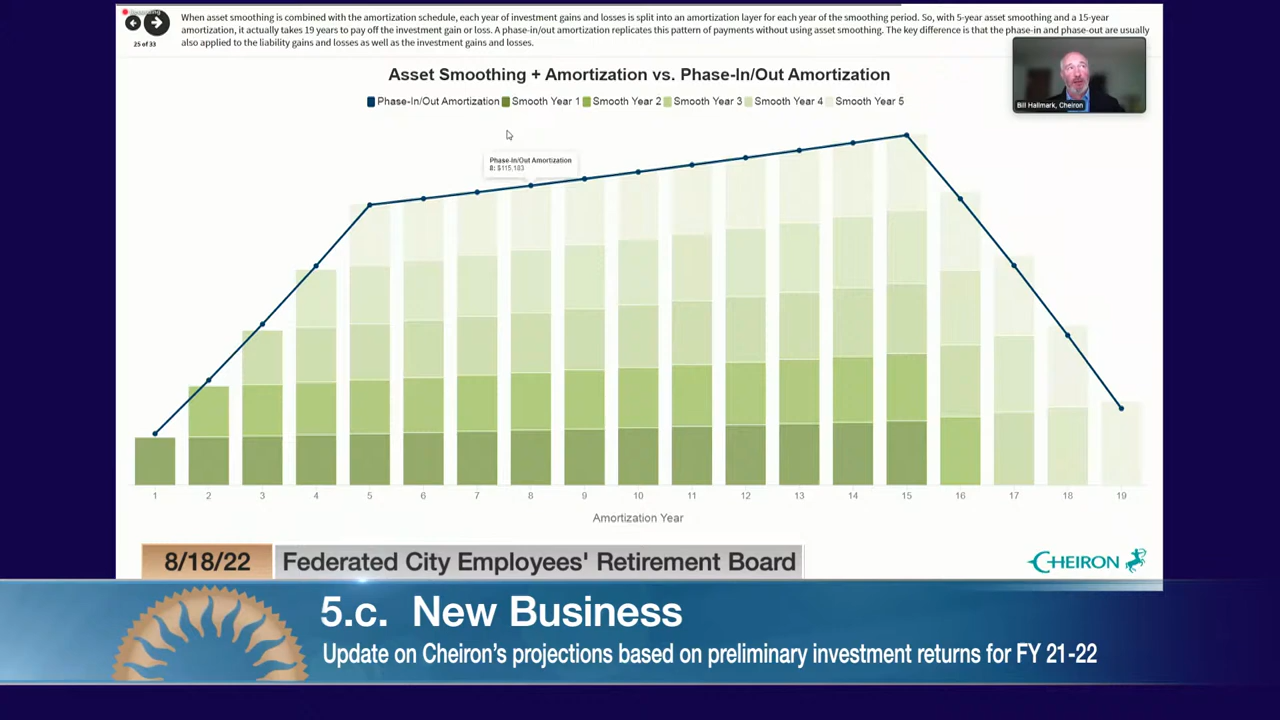 When asset smoothing is combined with the amortization schedule, each year of investment gains and losses is split into an amortization layer for each year of the smoothing period. So, with 5-year asset smoothing and a 15-year
amortization, it actually takes 19 years to pay off the investment gain or loss. A phase-in/out amortization replicates this pattern of payments without using asset smoothing. The key difference is that the phase-in and phase-out are usually
also applied to the liability gains and losses as well as the investment gains and losses.
25 of 33
Asset Smoothing + Amortization vs. Phase-In/Out Amortization
Phase-In/Out Amortization Smooth Year 1 Smooth Year 2 Smooth Year 3 Smooth Year 4 Smooth Year 5
Bill Hallmark, Cheiron
Phase-In/Out Amortization
8: $115,183
1 2 3 4 5 6 7 8 9 10 11 12 13 14 15 16 17 18 19
Amortization Year
8/18/22 Federated City Employees' Retirement Board
CHEIRON
5.c. New Business
Update on Cheiron's projections based on preliminary investment returns for FY 21-22